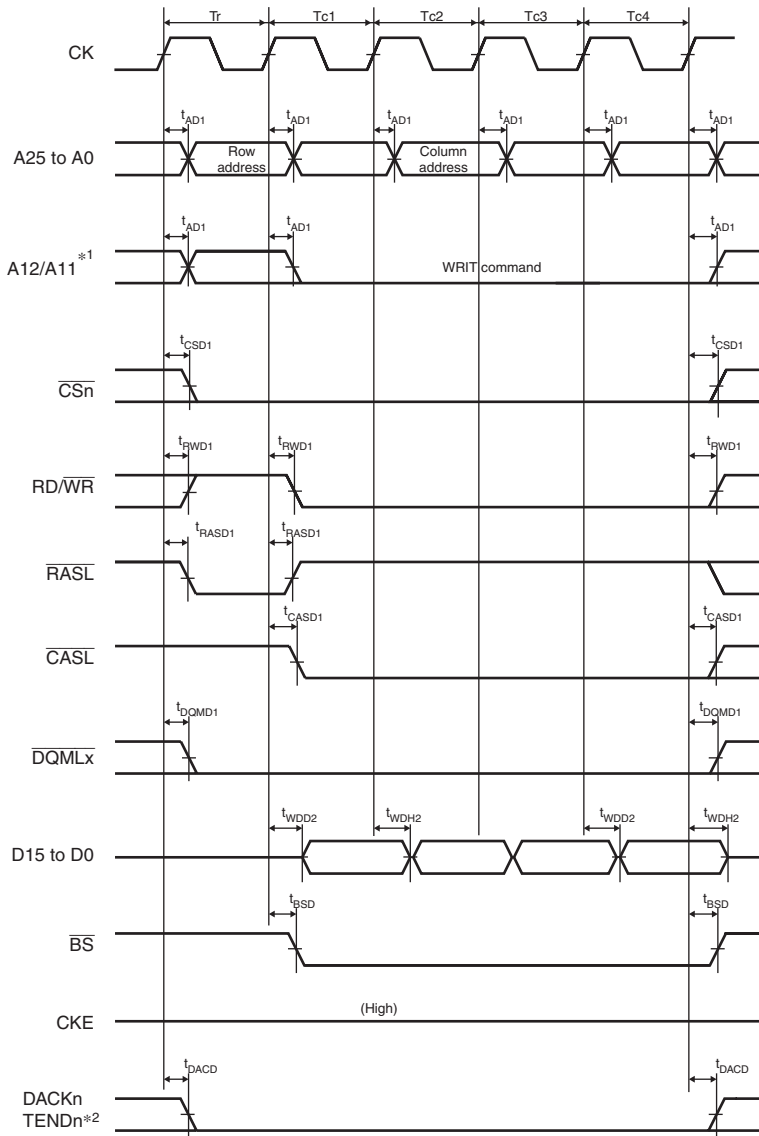 Tr Tc1 Tc2 Tc3 Tc4
CK
tAD1 tAD1 tAD1 tAD1 tAD1 tAD1
A25 to A0
Row
address
Column
address
tAD1 tAD1 tAD1
A12/A11*1
WRIT command
tCSD1 tCSD1
CSn
tRWD1 tRWD1 tRWD1
RD/WR
tRASD1 tRASD1
RASL
tCASD1 tCASD1
CASL
tDQMD1 tDQMD1
DQMLx
tWDD2 tWDH2 tWDD2 tWDH2
D15 to D0
tBSD tBSD
BS
(High)
CKE
tDACD tDACD
DACKn
TENDn*2